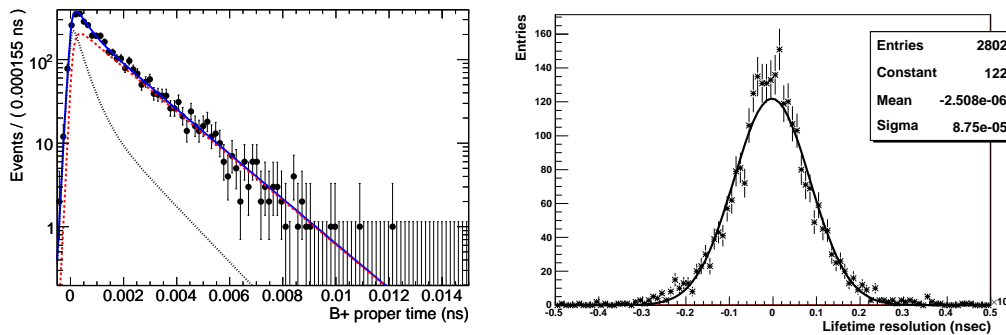 Events / ( 0.000155 ns )
10²
10
1
0 0.002 0.004 0.006 0.008 0.01 0.012 0.014
B+ proper time (ns)
Entries
160
140
120
100
80
60
40
20
0
-0.5 -0.4 -0.3 -0.2 -0.1 0 0.1 0.2 0.3 0.4 0.5
×10
Lifetime resolution (nsec)
Entries 2802
Constant 122
Mean -2.508e-06
Sigma 8.75e-05